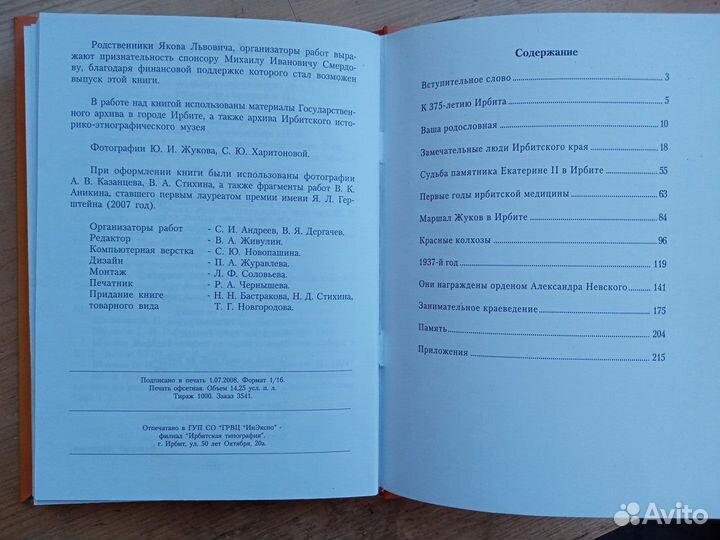 Родственники Якова Львовича, организаторы работ выра-
жают признательность спонсору Михаилу Ивановичу Смердо-
ву, благодаря финансовой поддержке которого стал возможен
выпуск этой книги.
В работе над книгой использованы материалы Государствен-
ного архива в городе Ирбите, а также архива Ирбитского исто-
рико-этнографического музея
Фотографии Ю. И. Жукова, С. Ю. Харитоновой.
При оформлении книги были использованы фотографии
А. В. Казанцева, В. А. Стихина, а также фрагменты работ В. К.
Аникина, ставшего первым лауреатом премии имени Я. Л. Гер-
штейна (2007 год).
Организаторы работ - С. И. Андреев, В. Я. Дергачев.
Редактор - В. А. Живулин.
Компьютерная верстка - С. Ю. Новопашина.
Дизайн - П. А. Журавлева.
Монтаж - Л. Ф. Соловьева.
Печатник - Р. А. Чернышева.
Придание книге - Н. Н. Бастракова, Н. Д. Стихина,
товарного вида Т. Г. Новгородова.
Подписано в печать 1.07.2008. Формат 1/16.
Печать офсетная. Объем 14,25 усл. п. л.
Тираж 1000. Заказ 3541.
Отпечатано в ГУП СО "ГРВЦ "ИнЭкспо" -
филиал "Ирбитская типография".
г. Ирбит, ул. 50 лет Октября, 20а.
Содержание
Вступительное слово 3
К 375-летию Ирбита 5
Ваша родословная 10
Замечательные люди Ирбитского края 18
Судьба памятника Екатерине II в Ирбите 55
Первые годы ирбитской медицины 63
Маршал Жуков в Ирбите 84
Красные колхозы 96
1937-й год 119
Они награждены орденом Александра Невского 141
Занимательное краеведение 175
Память 204
Приложения 215
Avito